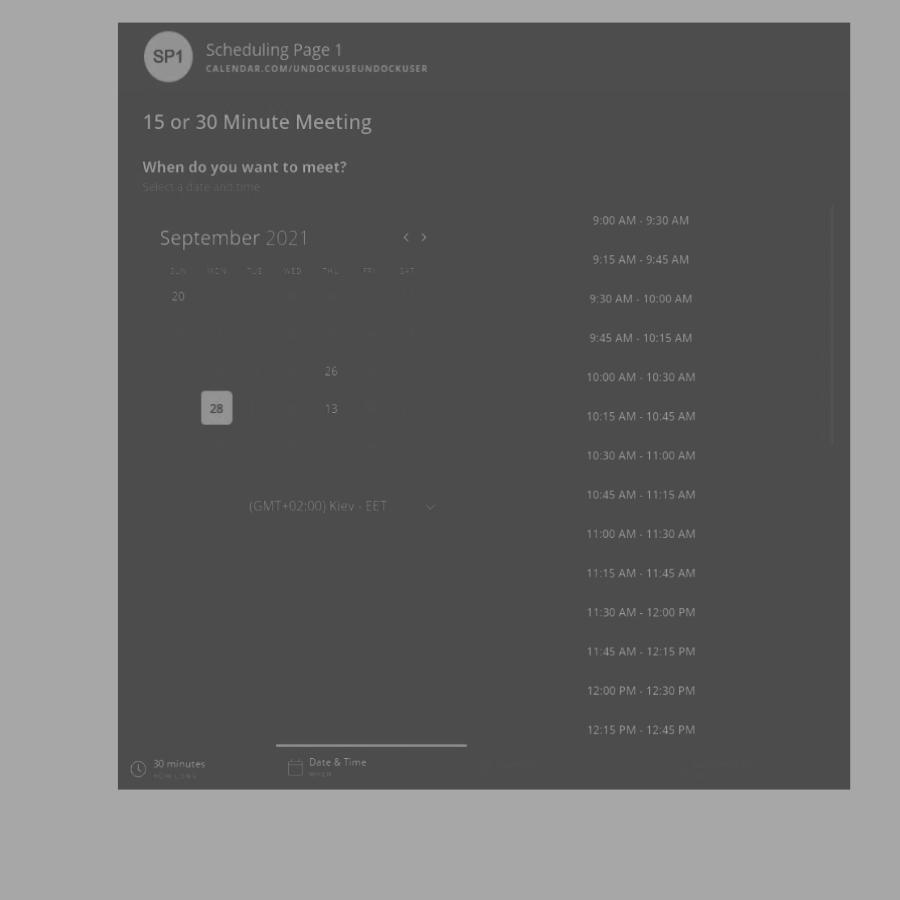 SP1
Scheduling Page 1
CALENDAR.COM/UNDOCKUSEUNDOCKUSER
15 or 30 Minute Meeting
When do you want to meet?
Select a date and time
September 2021
SUN MON TUE WED THU FRI SAT
20
26
28 13
(GMT+02:00) Kiev - EET
9:00 AM - 9:30 AM
9:15 AM - 9:45 AM
9:30 AM - 10:00 AM
9:45 AM - 10:15 AM
10:00 AM - 10:30 AM
10:15 AM - 10:45 AM
10:30 AM - 11:00 AM
10:45 AM - 11:15 AM
11:00 AM - 11:30 AM
11:15 AM - 11:45 AM
11:30 AM - 12:00 PM
11:45 AM - 12:15 PM
12:00 PM - 12:30 PM
12:15 PM - 12:45 PM
30 minutes
HOW LONG
Date & Time
WHEN